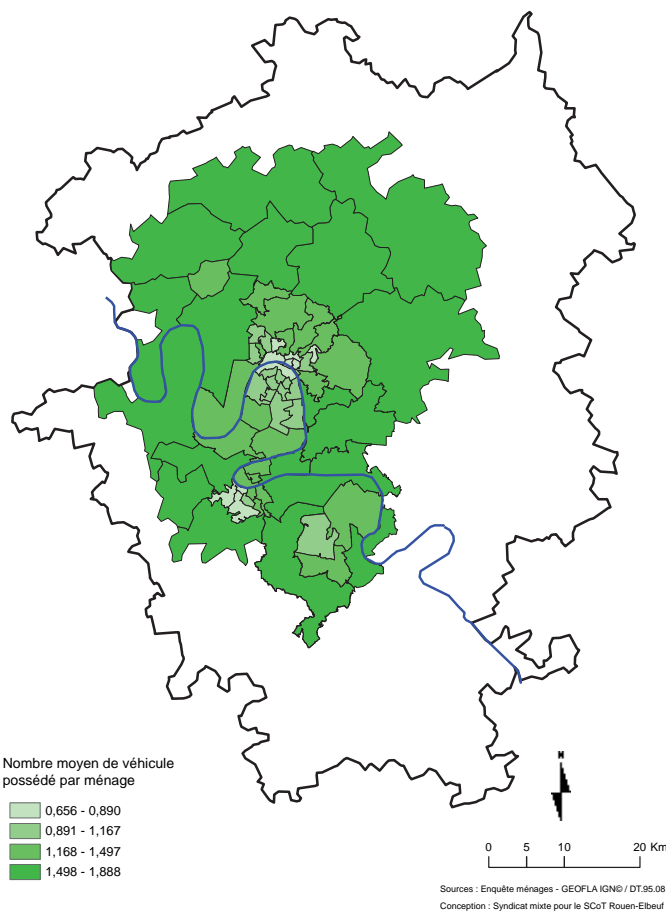 Nombre moyen de véhicule
possédé par ménage
0,656 - 0,890
0,891 - 1,167
1,168 - 1,497
1,498 - 1,888
N
0 5 10 20 Km
Sources : Enquête ménages - GEOFLA IGN© / DT.95.08
Conception : Syndicat mixte pour le SCoT Rouen-Elbeuf